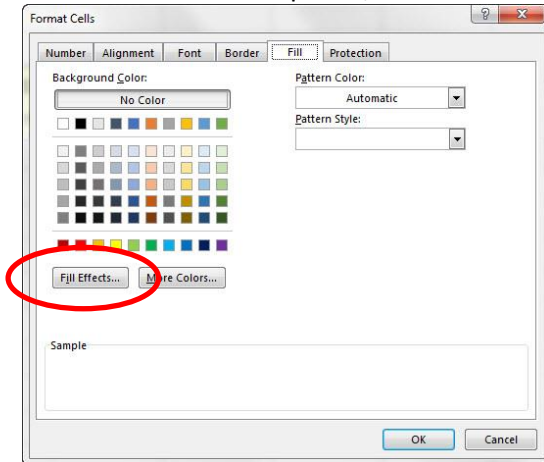 Format Cells
Number Alignment Font Border Fill Protection
Background Color:
No Color
Pattern Color:
Automatic
Pattern Style:
Fill Effects... More Colors...
Sample
OK Cancel